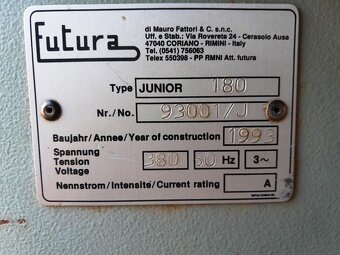 Futura
di Mauro Fattori & C. s.n.c.
Uff. e Stab.: Via Rovereta 24 - Cerasolo Ausa
47040 CORIANO - RIMINI - Italy
Tel. (0541) 756063
Telex 550398 - PP RMNI Att. futura
Type JUNIOR 180
Nr./No. 93001/J
Baujahr/Annee/Year of construction 1993
Spannung
Tension
Voltage
380 50 Hz 3~
Nennstrom/Intensité/Current rating A